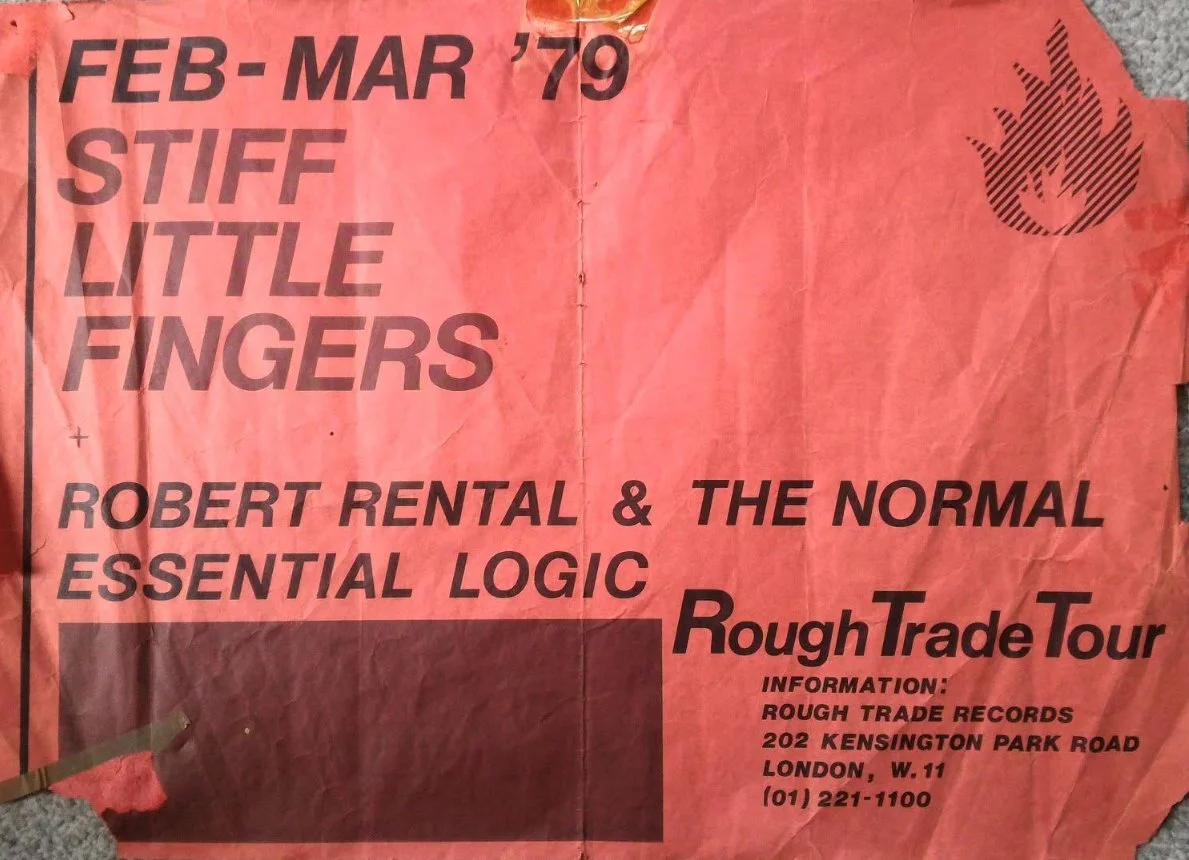 FEB-MAR '79
STIFF
LITTLE
FINGERS
+
ROBERT RENTAL & THE NORMAL
ESSENTIAL LOGIC
Rough Trade Tour
INFORMATION:
ROUGH TRADE RECORDS
202 KENSINGTON PARK ROAD
LONDON, W.11
(01) 221-1100